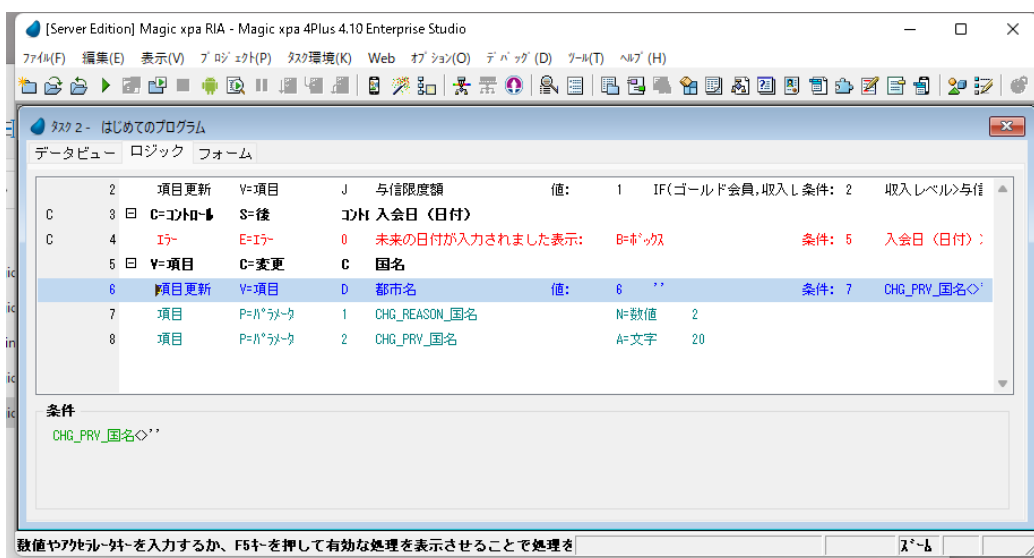 [Server Edition] Magic xpa RIA - Magic xpa 4Plus 4.10 Enterprise Studio
ファイル(F) 編集(E) 表示(V) プロジェクト(P) タスク環境(K) Web オプション(O) デバッグ(D) ツール(T) ヘルプ(H)
タスク 2 - はじめてのプログラム
データビュー ロジック フォーム
2 項目更新 V=項目 J 与信限度額 値: 1 IF(ゴールド会員,収入レ 条件: 2 収入レベル>与信
C 3 C=コントロール S=後 コントロ 入会日（日付）
C 4 エラー E=エラー 0 未来の日付が入力されました 表示: B=ボックス 条件: 5 入会日（日付）
5 V=項目 C=変更 C 国名
6 項目更新 V=項目 D 都市名 値: 6 '' 条件: 7 CHG_PRV_国名<>'
7 項目 P=パラメータ 1 CHG_REASON_国名 N=数値 2
8 項目 P=パラメータ 2 CHG_PRV_国名 A=文字 20
条件
CHG_PRV_国名<>''
数値やアクセラレータキーを入力するか、F5キーを押して有効な処理を表示させることで処理を ズーム